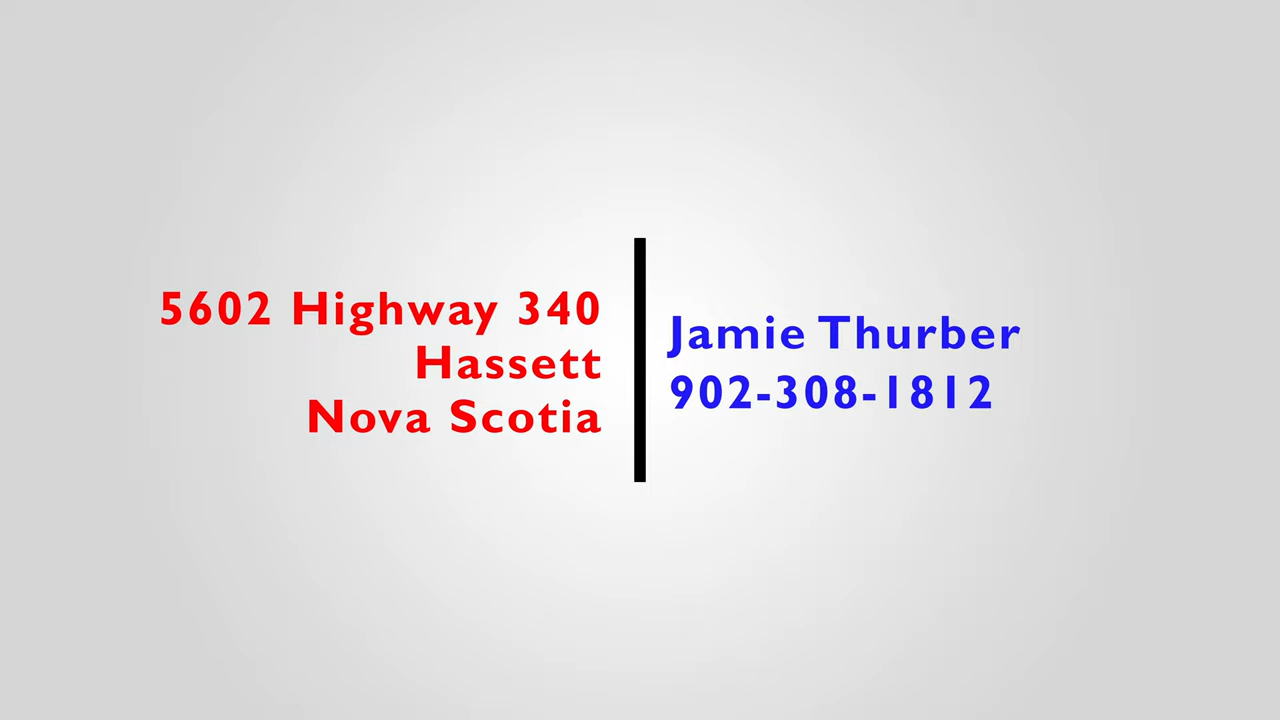 5602 Highway 340
Hassett
Nova Scotia
Jamie Thurber
902-308-1812